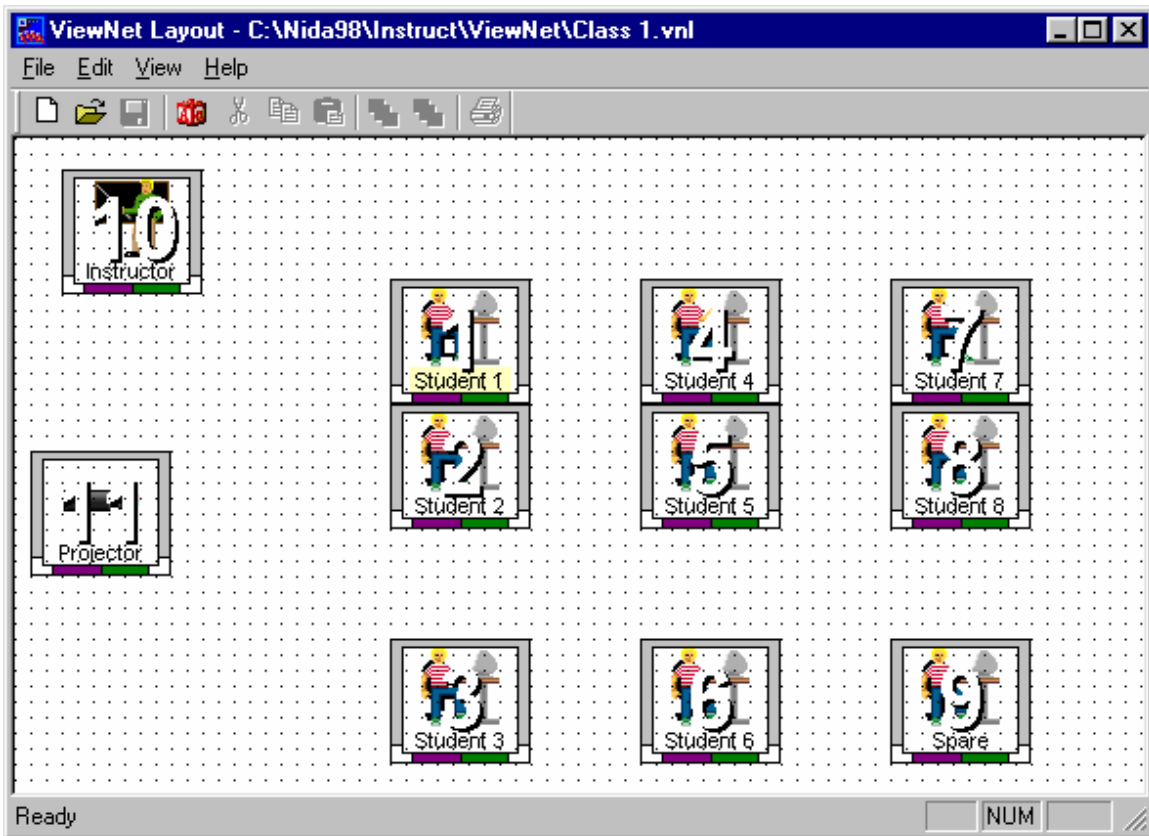 ViewNet Layout - C:\Nida98\Instruct\ViewNet\Class 1.vnl
File Edit View Help
10
Instructor
1
Student 1
4
Student 4
7
Student 7
2
Student 2
5
Student 5
8
Student 8
11
Projector
3
Student 3
6
Student 6
9
Spare
Ready
NUM